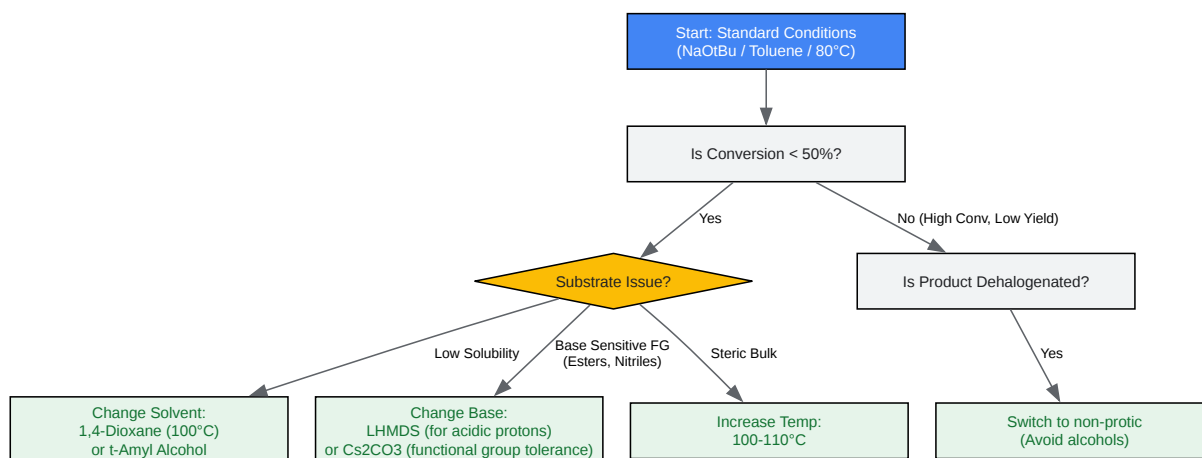 Start: Standard Conditions
(NaOtBu / Toluene / 80°C)
Is Conversion < 50%?
Yes
No (High Conv, Low Yield)
Substrate Issue?
Is Product Dehalogenated?
Low Solubility
Base Sensitive FG
(Esters, Nitriles)
Steric Bulk
Yes
Change Solvent:
1,4-Dioxane (100°C)
or t-Amyl Alcohol
Change Base:
LHMDS (for acidic protons)
or Cs2CO3 (functional group tolerance)
Increase Temp:
100-110°C
Switch to non-protic
(Avoid alcohols)